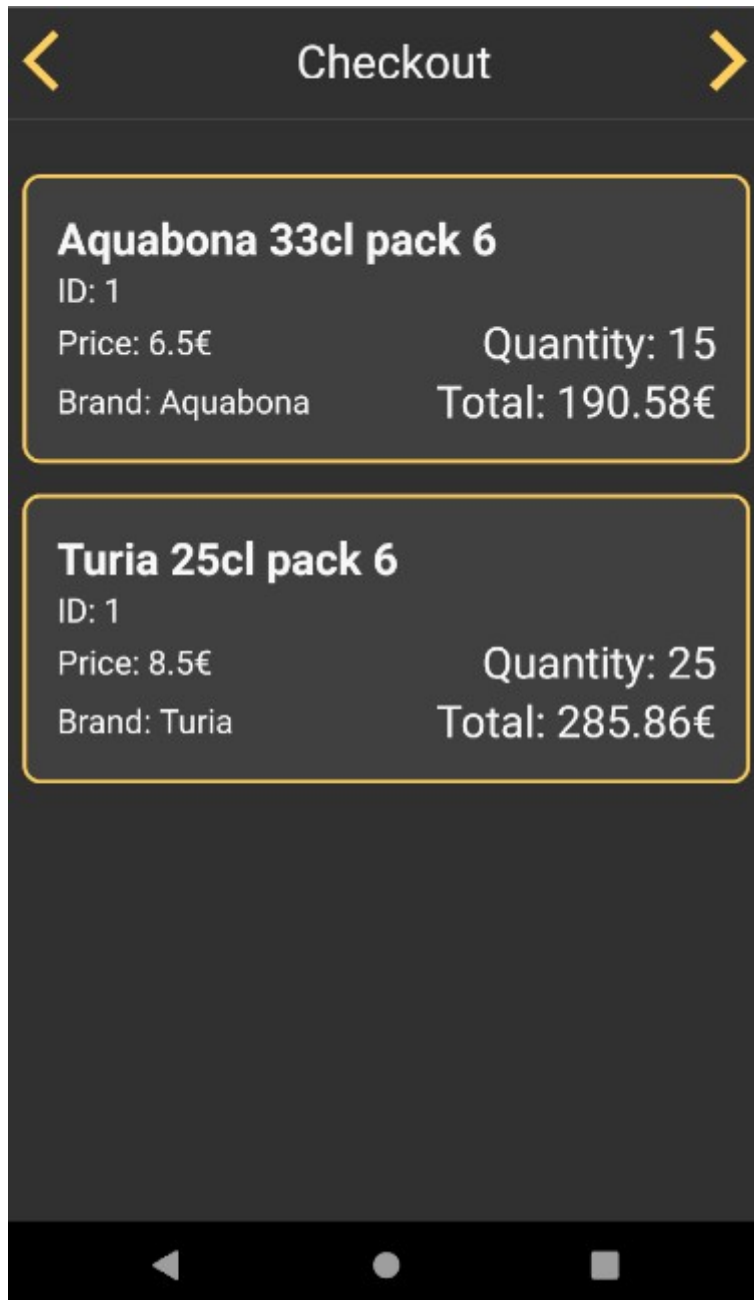 Checkout
Aquabona 33cl pack 6
ID: 1
Price: 6.5€
Quantity: 15
Brand: Aquabona
Total: 190.58€
Turia 25cl pack 6
ID: 1
Price: 8.5€
Quantity: 25
Brand: Turia
Total: 285.86€